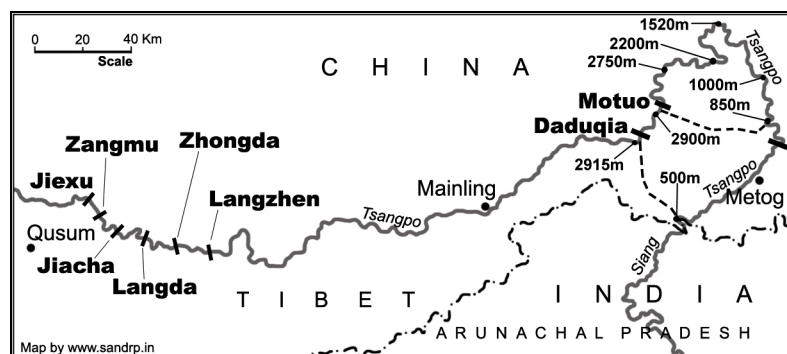 0 20 40 Km
Scale
C H I N A
1520m
Tsangpo
2200m
2750m
1000m
Motuo
850m
Daduqia
2900m
2915m
500m
Tsangpo
Metog
Zangmu
Zhongda
Jiexu
Langzhen
Mainling
Tsangpo
Qusum
Jiacha
Langda
Siang
T I B E T
I N D I A
A R U N A C H A L P R A D E S H
Map by www.sandrp.in